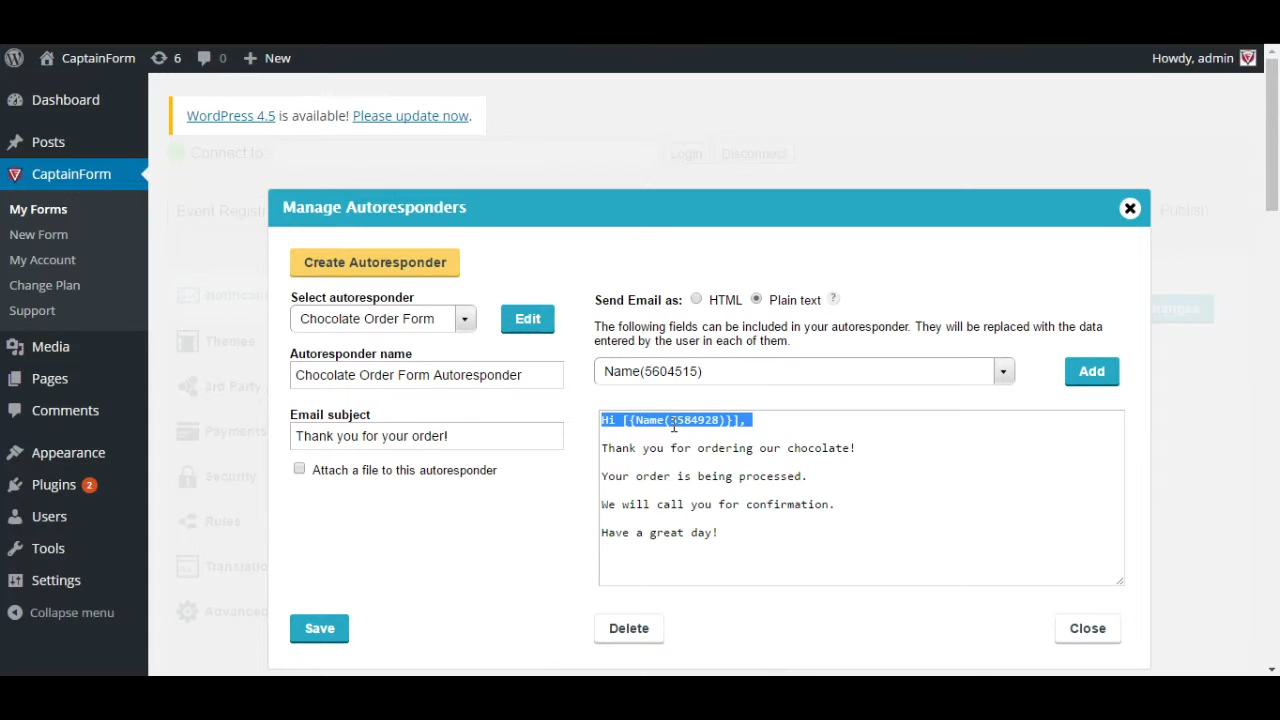 CaptainForm 6 0 New Howdy, admin
Dashboard
Posts
CaptainForm
My Forms
New Form
My Account
Change Plan
Support
Media
Pages
Comments
Appearance
Plugins 2
Users
Tools
Settings
Collapse menu
WordPress 4.5 is available! Please update now.
Connect to Login Disconnect
Event Registr Publish
Notificati
Themes
3rd Party
Payments
Security
Rules
Translatio
Advanced
Manage Autoresponders
Create Autoresponder
Select autoresponder
Chocolate Order Form
Edit
Autoresponder name
Chocolate Order Form Autoresponder
Email subject
Thank you for your order!
Attach a file to this autoresponder
Send Email as: HTML Plain text ?
The following fields can be included in your autoresponder. They will be replaced with the data
entered by the user in each of them.
Name(5604515)
Add
Hi [{Name(5584928)}],
Thank you for ordering our chocolate!
Your order is being processed.
We will call you for confirmation.
Have a great day!
Save
Delete
Close